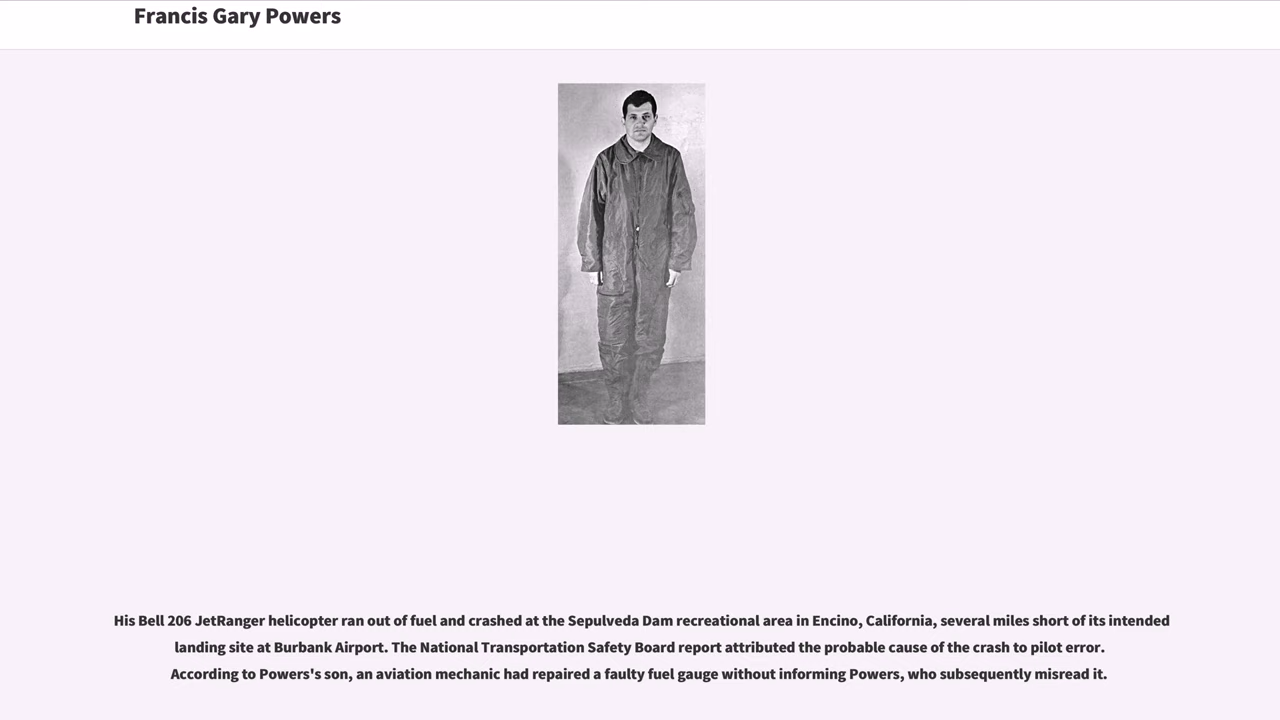 Francis Gary Powers
His Bell 206 JetRanger helicopter ran out of fuel and crashed at the Sepulveda Dam recreational area in Encino, California, several miles short of its intended
landing site at Burbank Airport. The National Transportation Safety Board report attributed the probable cause of the crash to pilot error.
According to Powers's son, an aviation mechanic had repaired a faulty fuel gauge without informing Powers, who subsequently misread it.